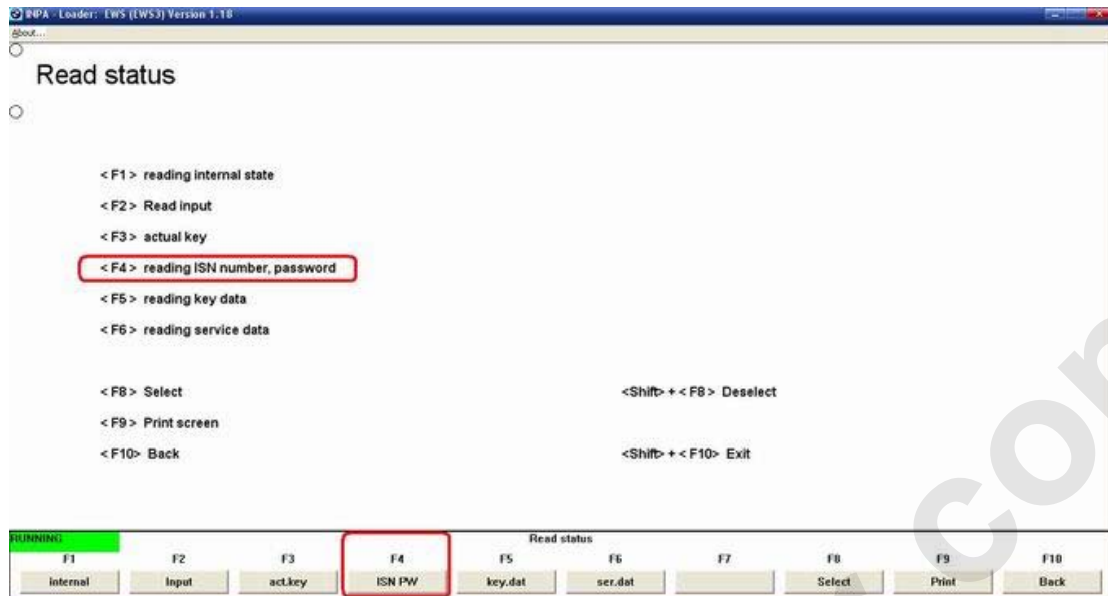 INPA - Loader: EWS (EWS3) Version 1.18
About...
Read status
< F1 > reading internal state
< F2 > Read input
< F3 > actual key
< F4 > reading ISN number, password
< F5 > reading key data
< F6 > reading service data
< F8 > Select <Shift> + < F8 > Deselect
< F9 > Print screen
< F10> Back <Shift> + < F10> Exit
RUNNING Read status
F1 F2 F3 F4 F5 F6 F7 F8 F9 F10
internal Input act.key ISN PW key.dat ser.dat Select Print Back